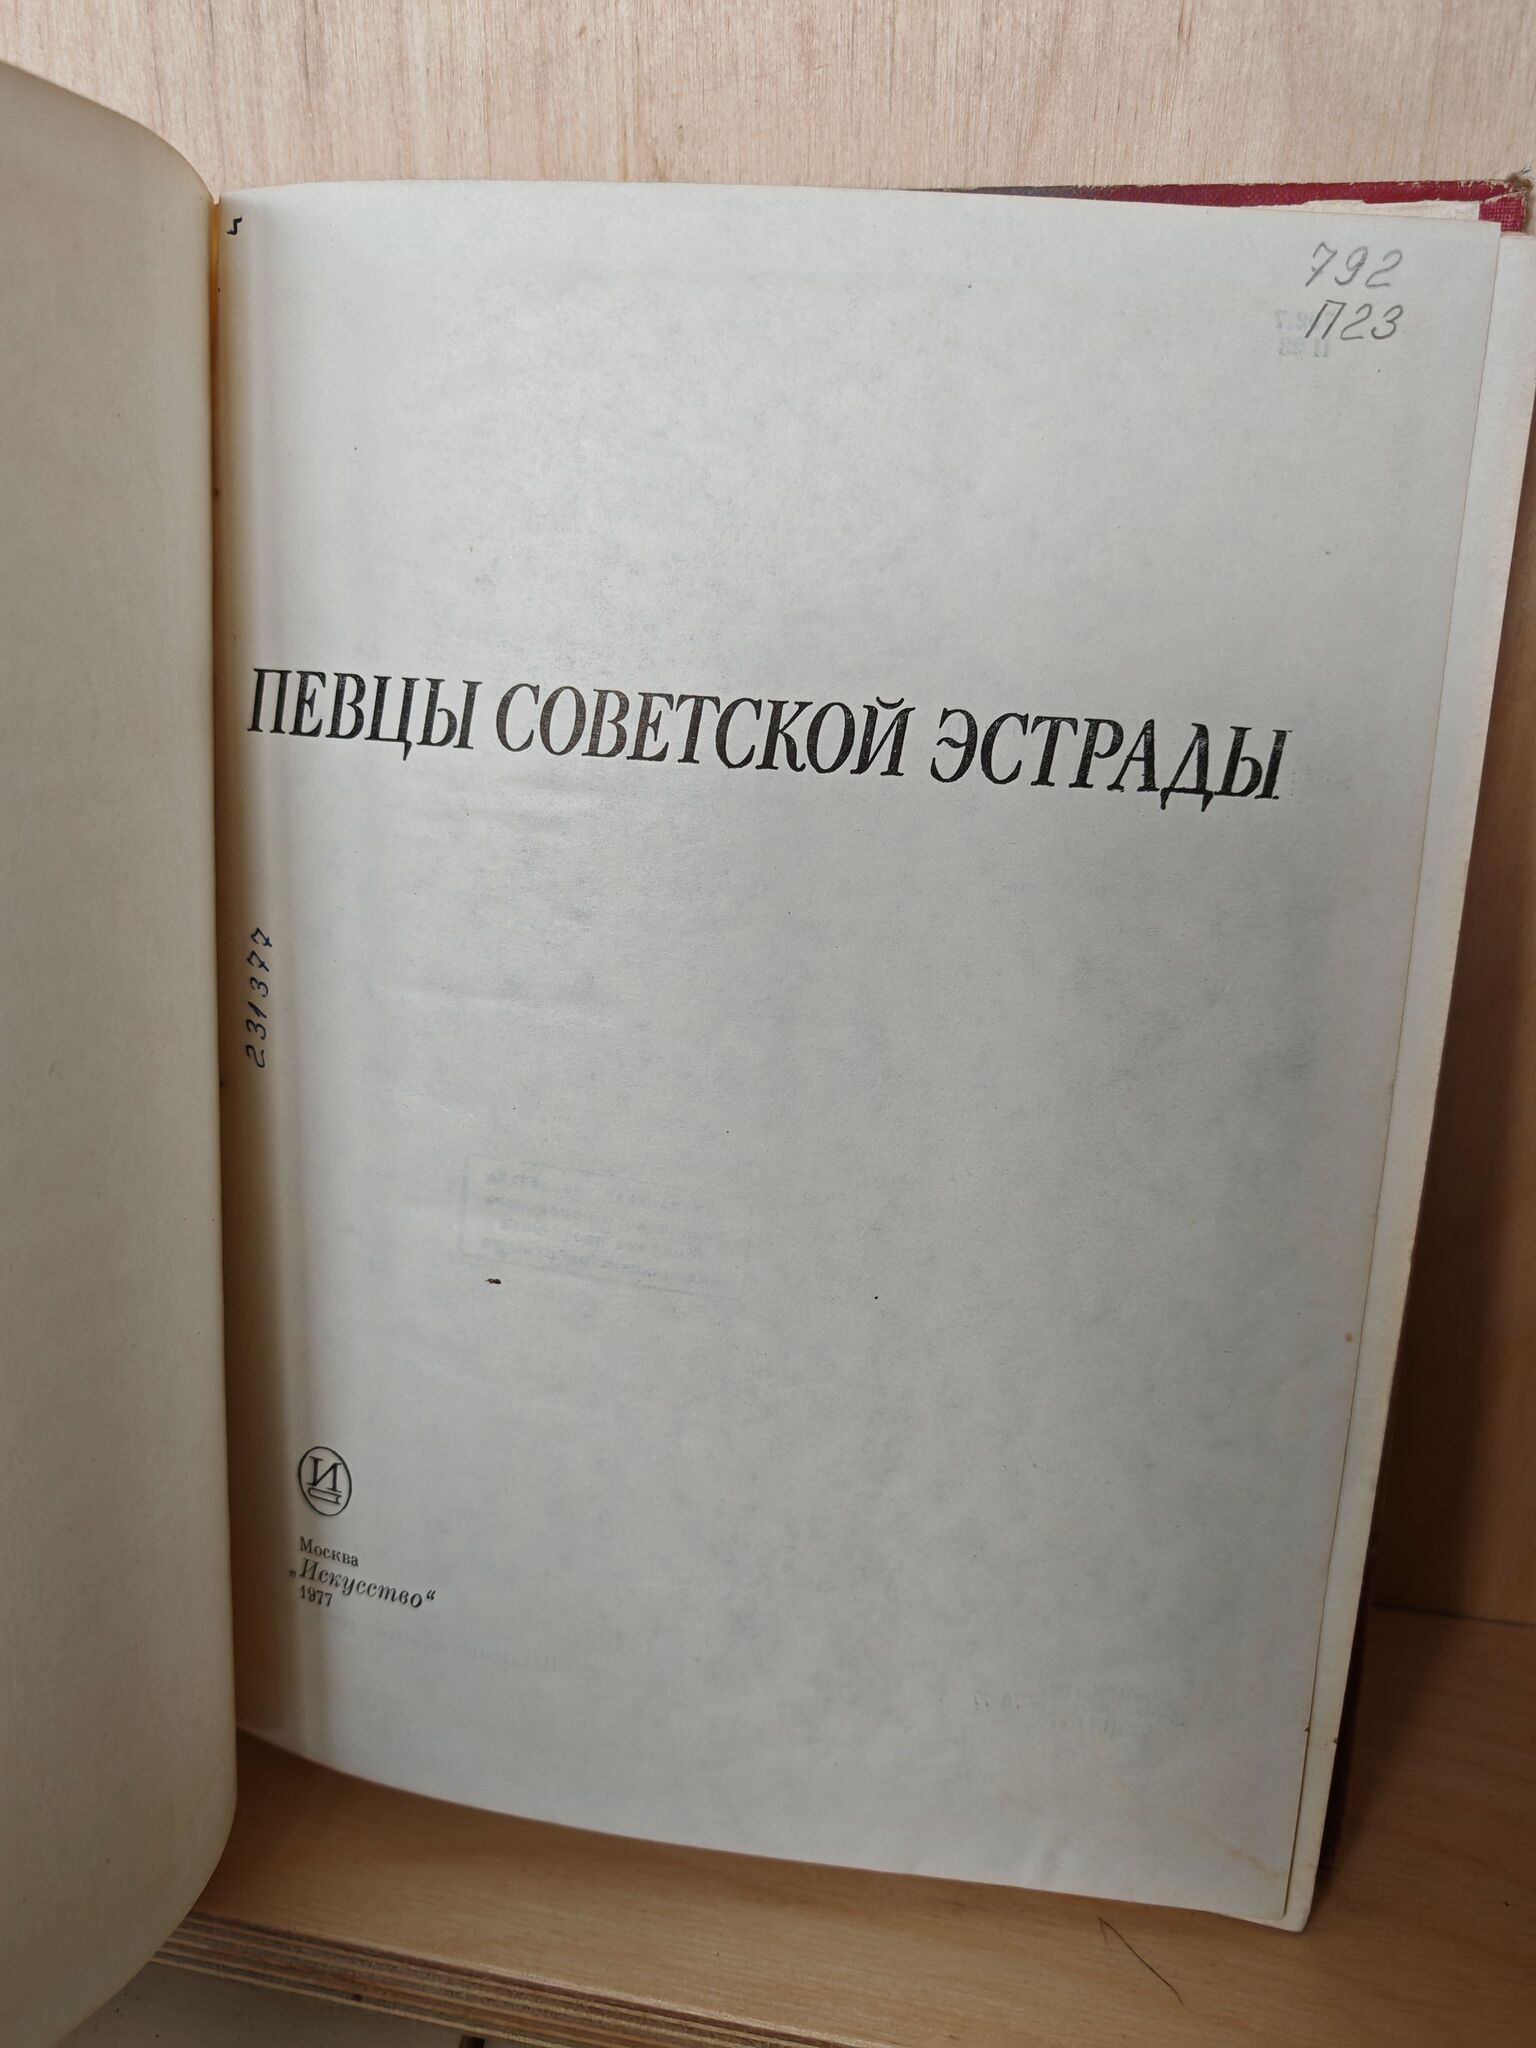 792
П23
ПЕВЦЫ СОВЕТСКОЙ ЭСТРАДЫ
231377
И
Москва
„Искусство“
1977